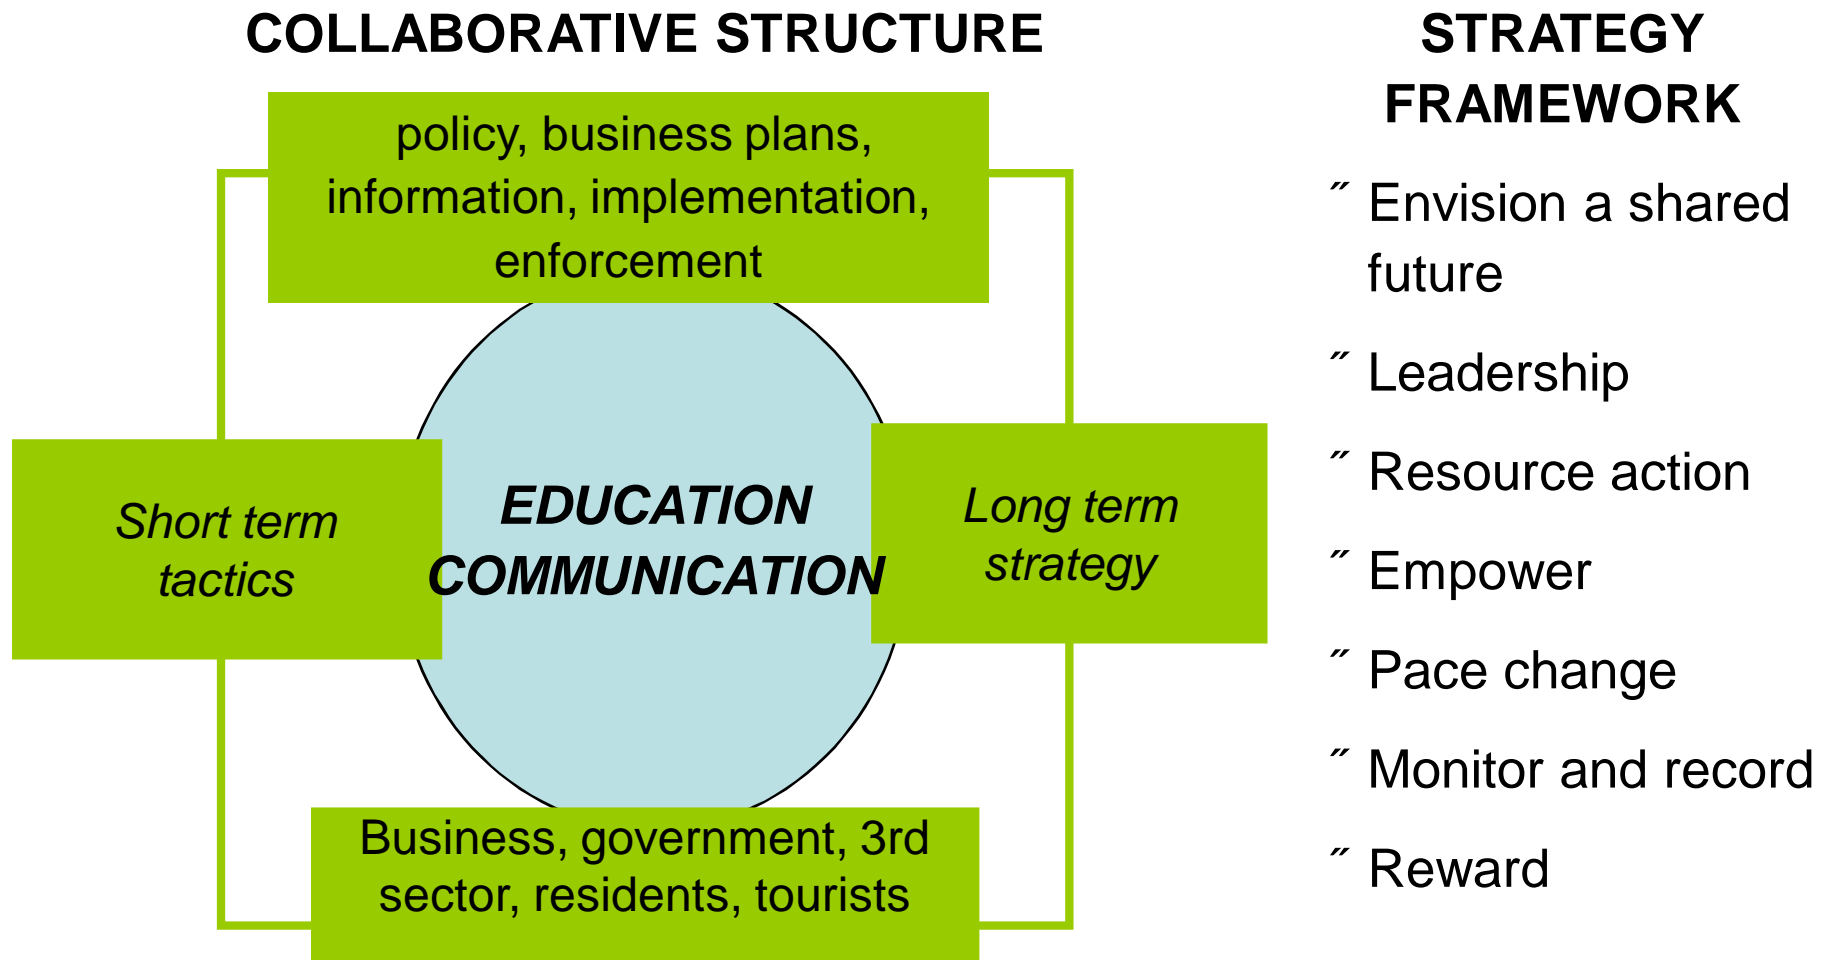 COLLABORATIVE STRUCTURE
policy, business plans,
information, implementation,
enforcement
Short term
tactics
EDUCATION
COMMUNICATION
Long term
strategy
Business, government, 3rd
sector, residents, tourists
STRATEGY
FRAMEWORK
˝ Envision a shared
future
˝ Leadership
˝ Resource action
˝ Empower
˝ Pace change
˝ Monitor and record
˝ Reward